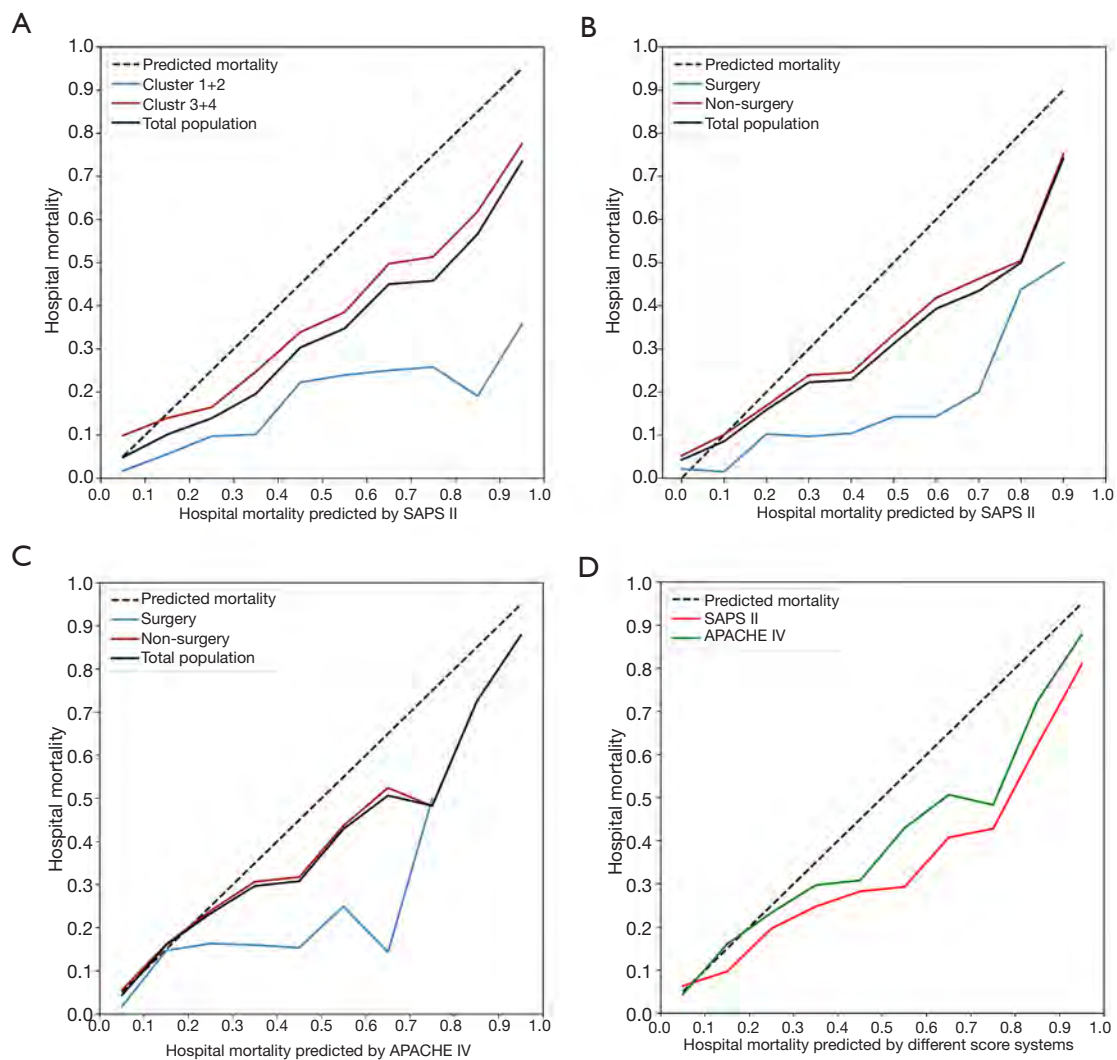 A
1.0
0.9
0.8
0.7
0.6
0.5
0.4
0.3
0.2
0.1
0.0
Hospital mortality
Predicted mortality
Cluster 1+2
Clustr 3+4
Total population
0.0 0.1 0.2 0.3 0.4 0.5 0.6 0.7 0.8 0.9 1.0
Hospital mortality predicted by SAPS II
B
1.0
0.9
0.8
0.7
0.6
0.5
0.4
0.3
0.2
0.1
0.0
Hospital mortality
Predicted mortality
Surgery
Non-surgery
Total population
0.0 0.1 0.2 0.3 0.4 0.5 0.6 0.7 0.8 0.9 1.0
Hospital mortality predicted by SAPS II
C
1.0
0.9
0.8
0.7
0.6
0.5
0.4
0.3
0.2
0.1
0.0
Hospital mortality
Predicted mortality
Surgery
Non-surgery
Total population
0.0 0.1 0.2 0.3 0.4 0.5 0.6 0.7 0.8 0.9 1.0
Hospital mortality predicted by APACHE IV
D
1.0
0.9
0.8
0.7
0.6
0.5
0.4
0.3
0.2
0.1
0.0
Hospital mortality
Predicted mortality
SAPS II
APACHE IV
0.0 0.1 0.2 0.3 0.4 0.5 0.6 0.7 0.8 0.9 1.0
Hospital mortality predicted by different score systems